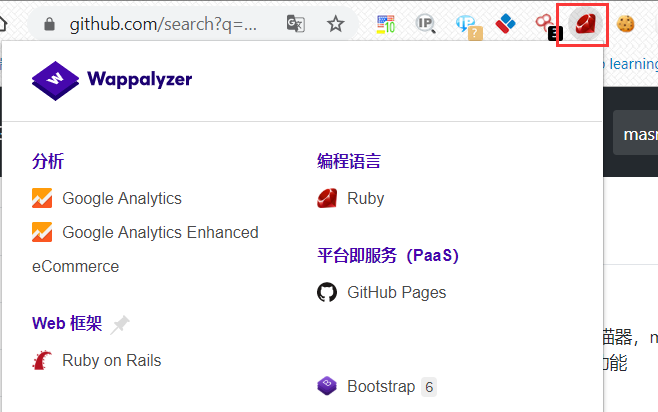 github.com/search?q=...
10
IP
IP
?
3
learning
Wappalyzer
masr
分析
编程语言
Google Analytics
Ruby
Google Analytics Enhanced
eCommerce
平台即服务（PaaS）
GitHub Pages
Web 框架
Ruby on Rails
描器，n
功能
Bootstrap 6